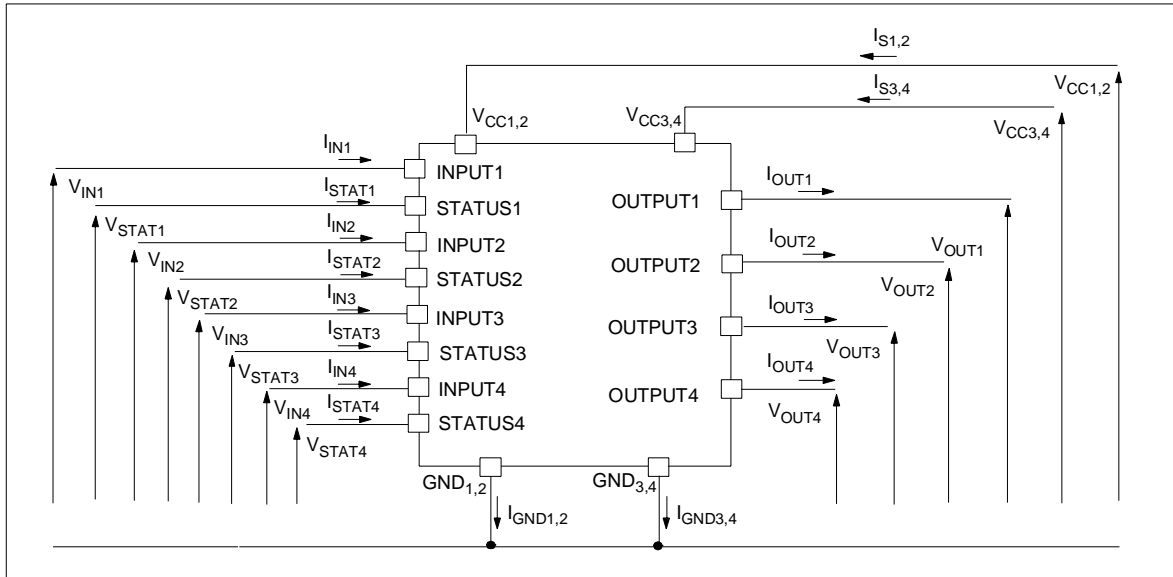 I_S1,2
I_S3,4
V_CC1,2
V_CC3,4
V_CC1,2
V_CC3,4
I_IN1
INPUT1
V_IN1
I_STAT1
STATUS1
V_STAT1
I_IN2
INPUT2
V_IN2
I_STAT2
STATUS2
V_STAT2
I_IN3
INPUT3
V_IN3
I_STAT3
STATUS3
V_STAT3
I_IN4
INPUT4
V_IN4
I_STAT4
STATUS4
V_STAT4
OUTPUT1
I_OUT1
V_OUT1
OUTPUT2
I_OUT2
V_OUT2
OUTPUT3
I_OUT3
V_OUT3
OUTPUT4
I_OUT4
V_OUT4
GND_1,2
GND_3,4
I_GND1,2
I_GND3,4